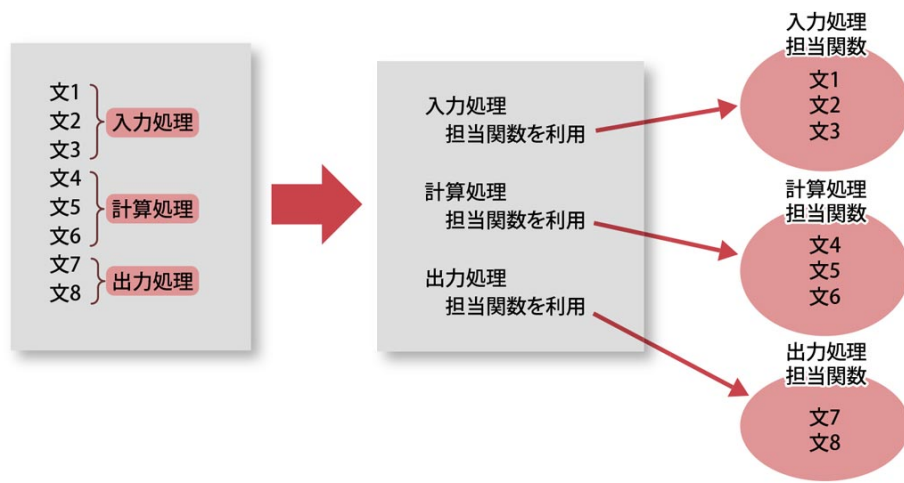 文1
文2
文3
入力処理
文4
文5
文6
計算処理
文7
文8
出力処理
入力処理
担当関数を利用
計算処理
担当関数を利用
出力処理
担当関数を利用
入力処理
担当関数
文1
文2
文3
計算処理
担当関数
文4
文5
文6
出力処理
担当関数
文7
文8